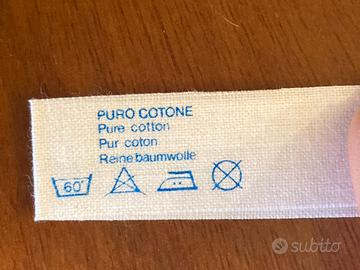 PURO COTONE
Pure cotton
Pur coton
Reine baumwolle
60°
subito